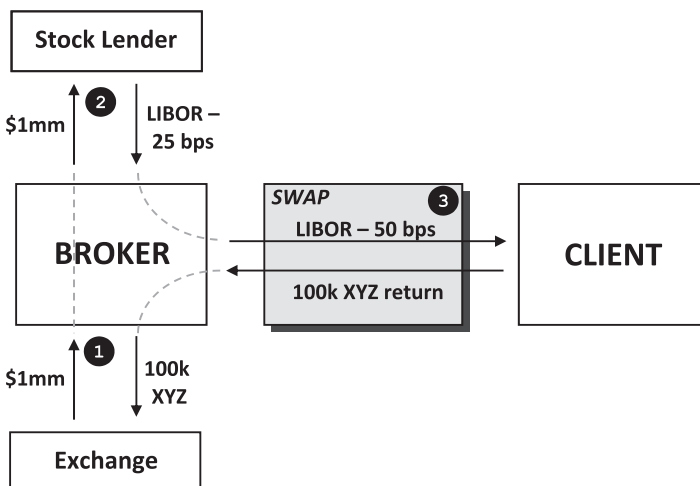 Stock Lender
2
$1mm
LIBOR –
25 bps
SWAP
3
LIBOR – 50 bps
BROKER
CLIENT
100k XYZ return
1
$1mm
100k
XYZ
Exchange